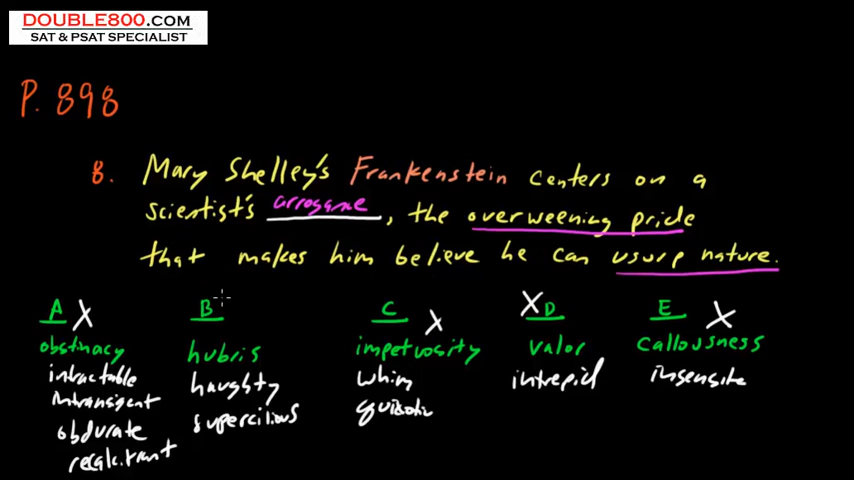 DOUBLE800.COM
SAT & PSAT SPECIALIST
P. 898
8. Mary Shelley's Frankenstein centers on a
scientist's arrogance, the overweening pride
that makes him believe he can usurp nature.
A X B C X X D E X
obstinacy hubris impetuosity valor callousness
intractable haughty whim intrepid insensitive
intransigent supercilious quixotic
obdurate
recalcitrant